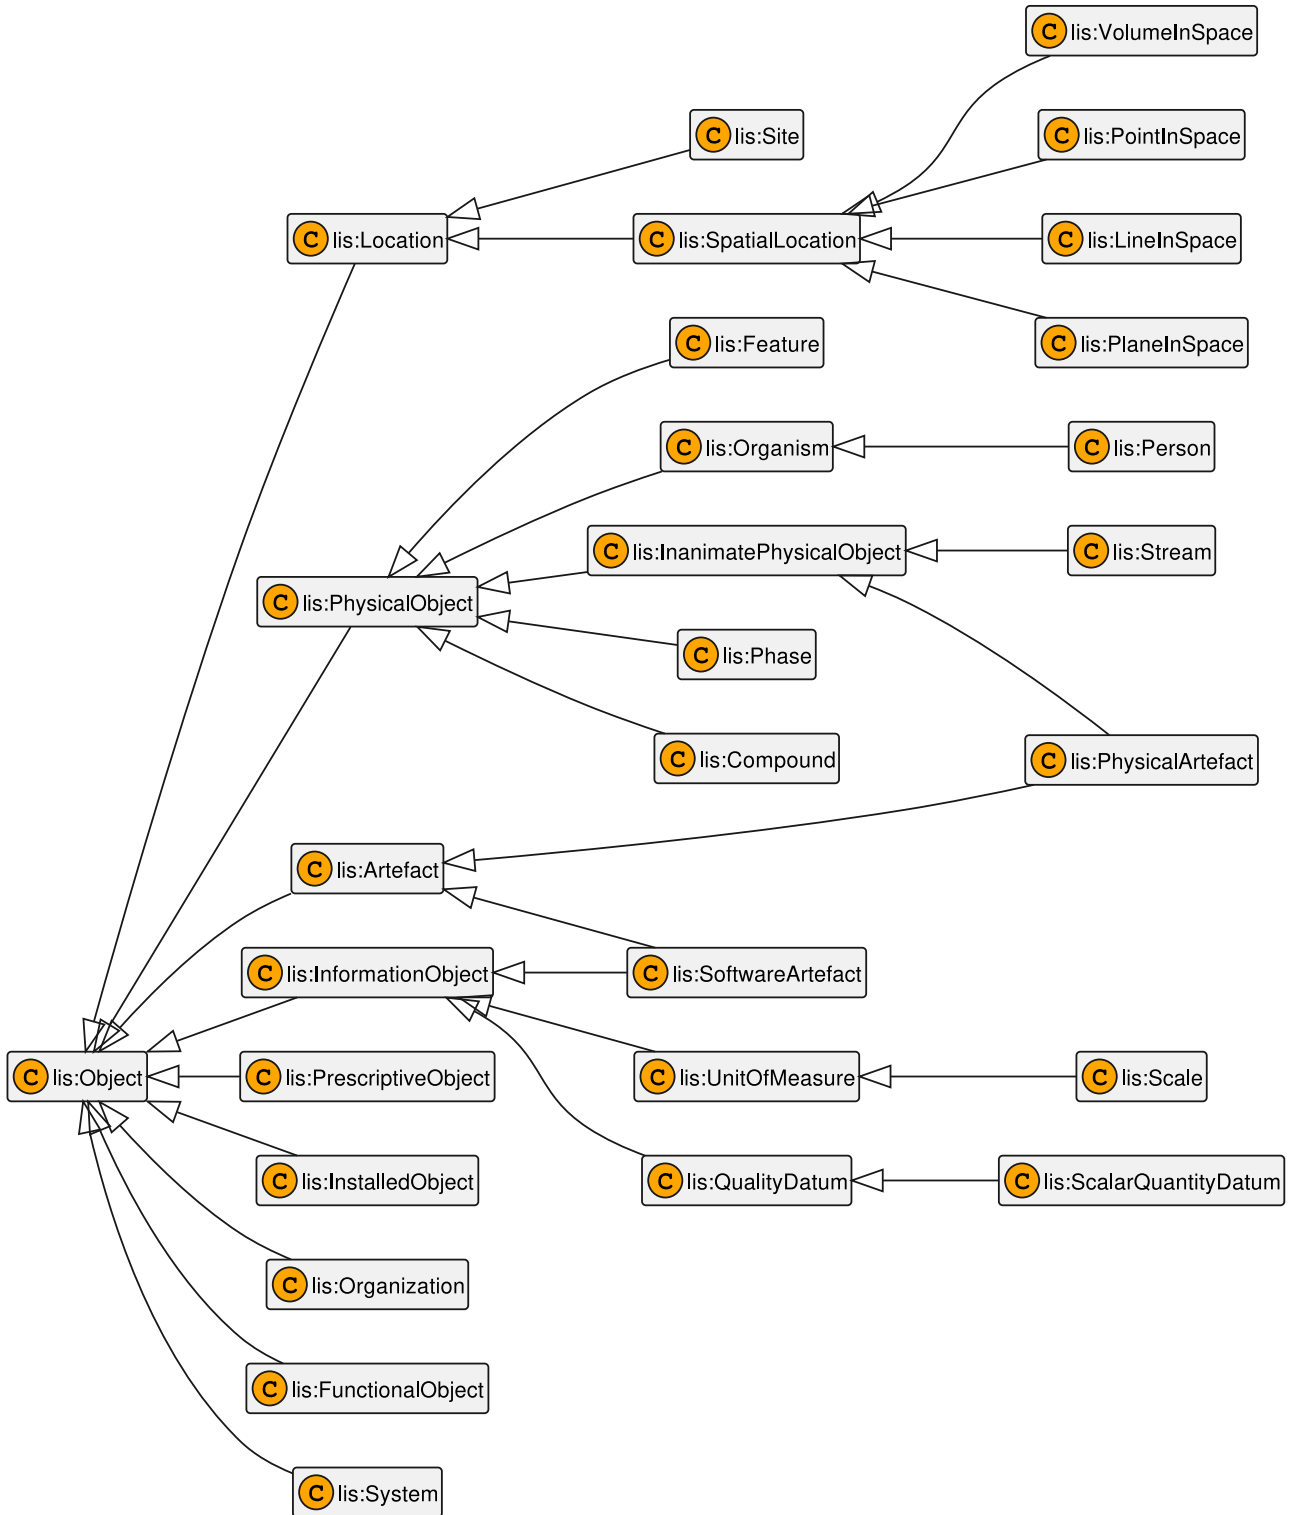 C lis:VolumeInSpace
C lis:Site
C lis:PointInSpace
C lis:Location
C lis:SpatialLocation
C lis:LineInSpace
C lis:Feature
C lis:PlaneInSpace
C lis:Organism
C lis:Person
C lis:InanimatePhysicalObject
C lis:Stream
C lis:PhysicalObject
C lis:Phase
C lis:Compound
C lis:PhysicalArtefact
C lis:Artefact
C lis:InformationObject
C lis:SoftwareArtefact
C lis:Object
C lis:PrescriptiveObject
C lis:UnitOfMeasure
C lis:Scale
C lis:InstalledObject
C lis:QualityDatum
C lis:ScalarQuantityDatum
C lis:Organization
C lis:FunctionalObject
C lis:System